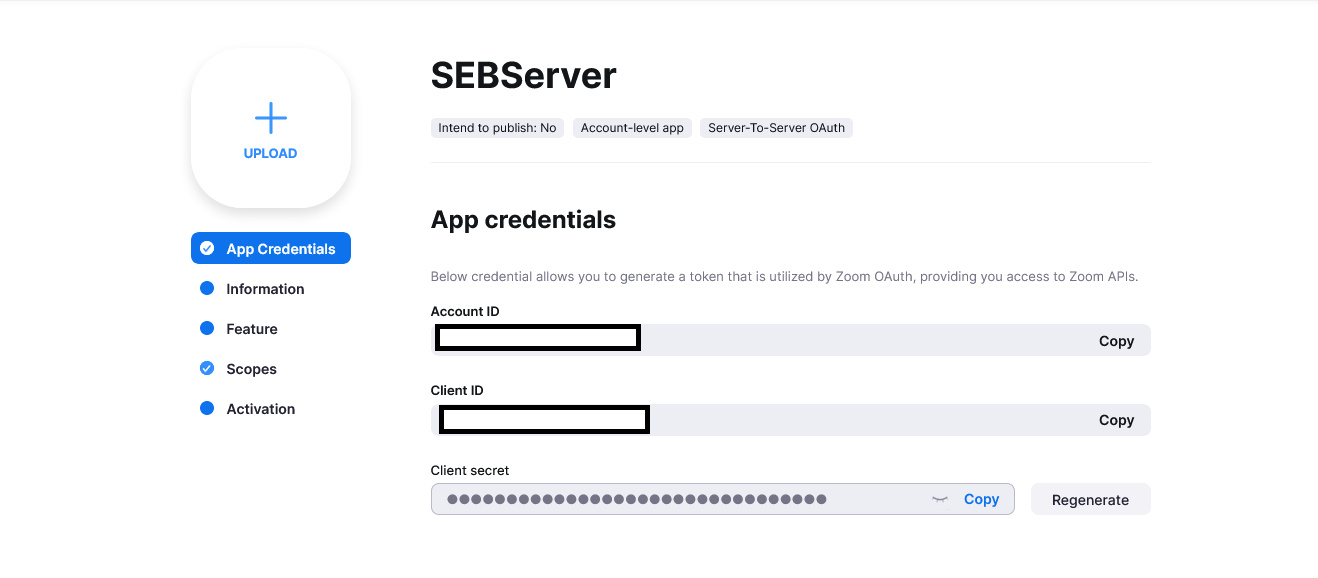 SEBServer
Intend to publish: No Account-level app Server-To-Server OAuth
UPLOAD
App Credentials
Information
Feature
Scopes
Activation
App credentials
Below credential allows you to generate a token that is utilized by Zoom OAuth, providing you access to Zoom APIs.
Account ID
Copy
Client ID
Copy
Client secret
Copy Regenerate